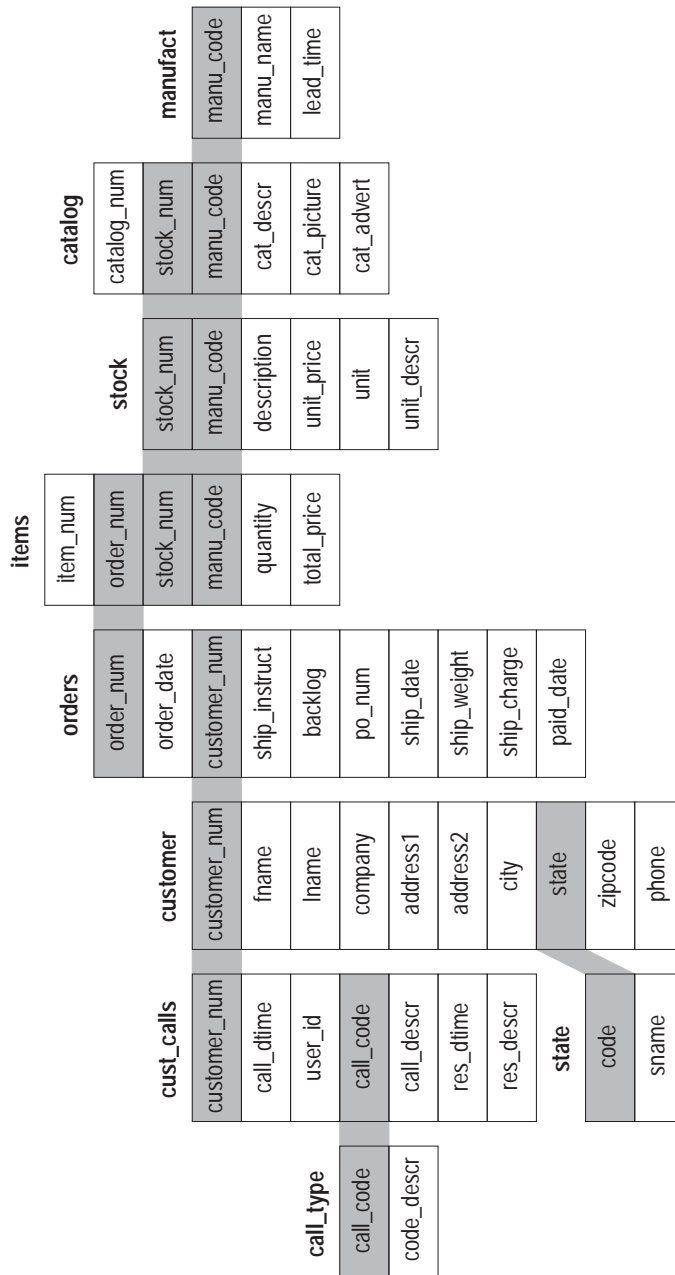 manufact
manu_code
manu_name
lead_time
catalog
catalog_num
stock_num
manu_code
cat_descr
cat_picture
cat_advert
stock
stock_num
manu_code
description
unit_price
unit
unit_descr
items
item_num
order_num
stock_num
manu_code
quantity
total_price
orders
order_num
order_date
customer_num
ship_instruct
backlog
po_num
ship_date
ship_weight
ship_charge
paid_date
customer
customer_num
fname
lname
company
address1
address2
city
state
zipcode
phone
cust_calls
customer_num
call_dtime
user_id
call_code
call_descr
res_dtime
res_descr
state
code
sname
call_type
call_code
code_descr